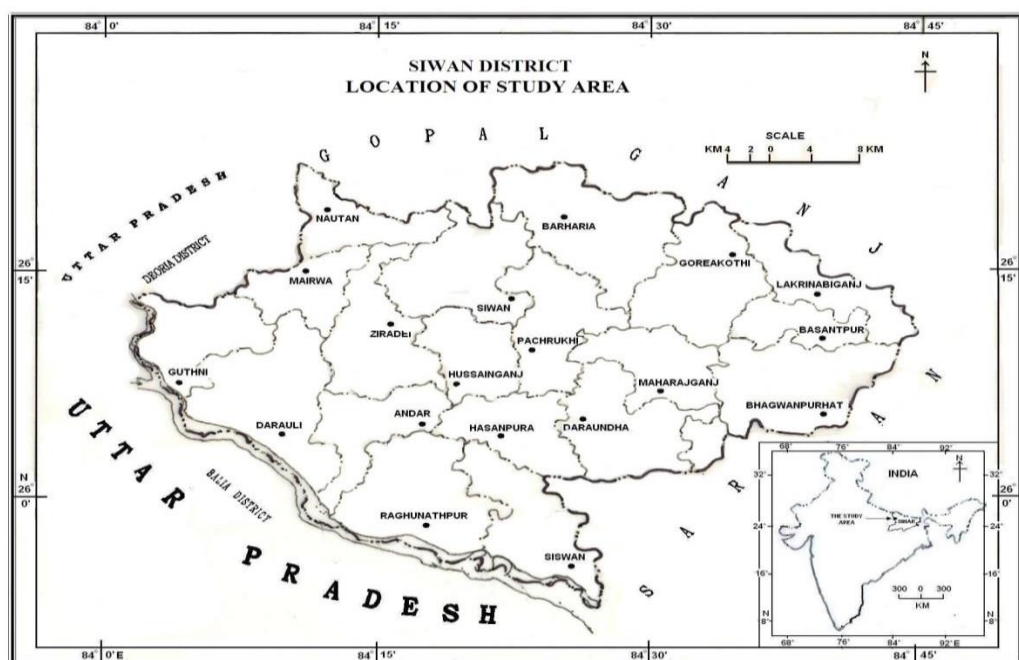 84° 0'
84° 15'
84° 30'
84° 45'
SIWAN DISTRICT
LOCATION OF STUDY AREA
N
SCALE
KM 4 2 0 4 8 KM
GOPALGANJ
UTTAR PRADESH
DEORIA DISTRICT
NAUTAN
BARHARIA
26°
15'
26°
15'
MAIRWA
GOREAKOTHI
LAKRINABIGANJ
SIWAN
ZIRADEI
PACHRUKHI
BASANTPUR
GUTHNI
HUSSAINGANJ
MAHARAJGANJ
BHAGWANPURHAT
DARAULI
ANDAR
HASANPURA
DARAUNDHA
SARAN
UTTAR PRADESH
BALIA DISTRICT
N
26°
0'
N
26°
0'
RAGHUNATHPUR
SISWAN
68°
76°
84°
92°
INDIA
N
32°
32°
THE STUDY
AREA
BIHAR
24°
24°
16°
16°
300 0 300
KM
N
8°
N
8°
68°
76°
84°
92°E
84° 0'E
84° 15'
84° 30'
84° 45'